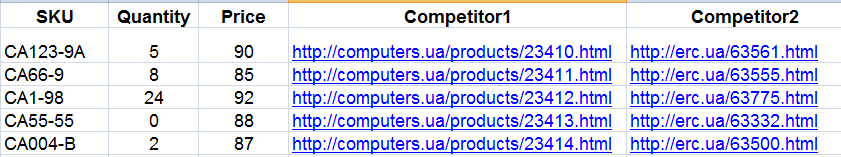 SKU Quantity Price Competitor1 Competitor2
CA123-9A 5 90 http://computers.ua/products/23410.html http://erc.ua/63561.html
CA66-9 8 85 http://computers.ua/products/23411.html http://erc.ua/63555.html
CA1-98 24 92 http://computers.ua/products/23412.html http://erc.ua/63775.html
CA55-55 0 88 http://computers.ua/products/23413.html http://erc.ua/63332.html
CA004-B 2 87 http://computers.ua/products/23414.html http://erc.ua/63500.html